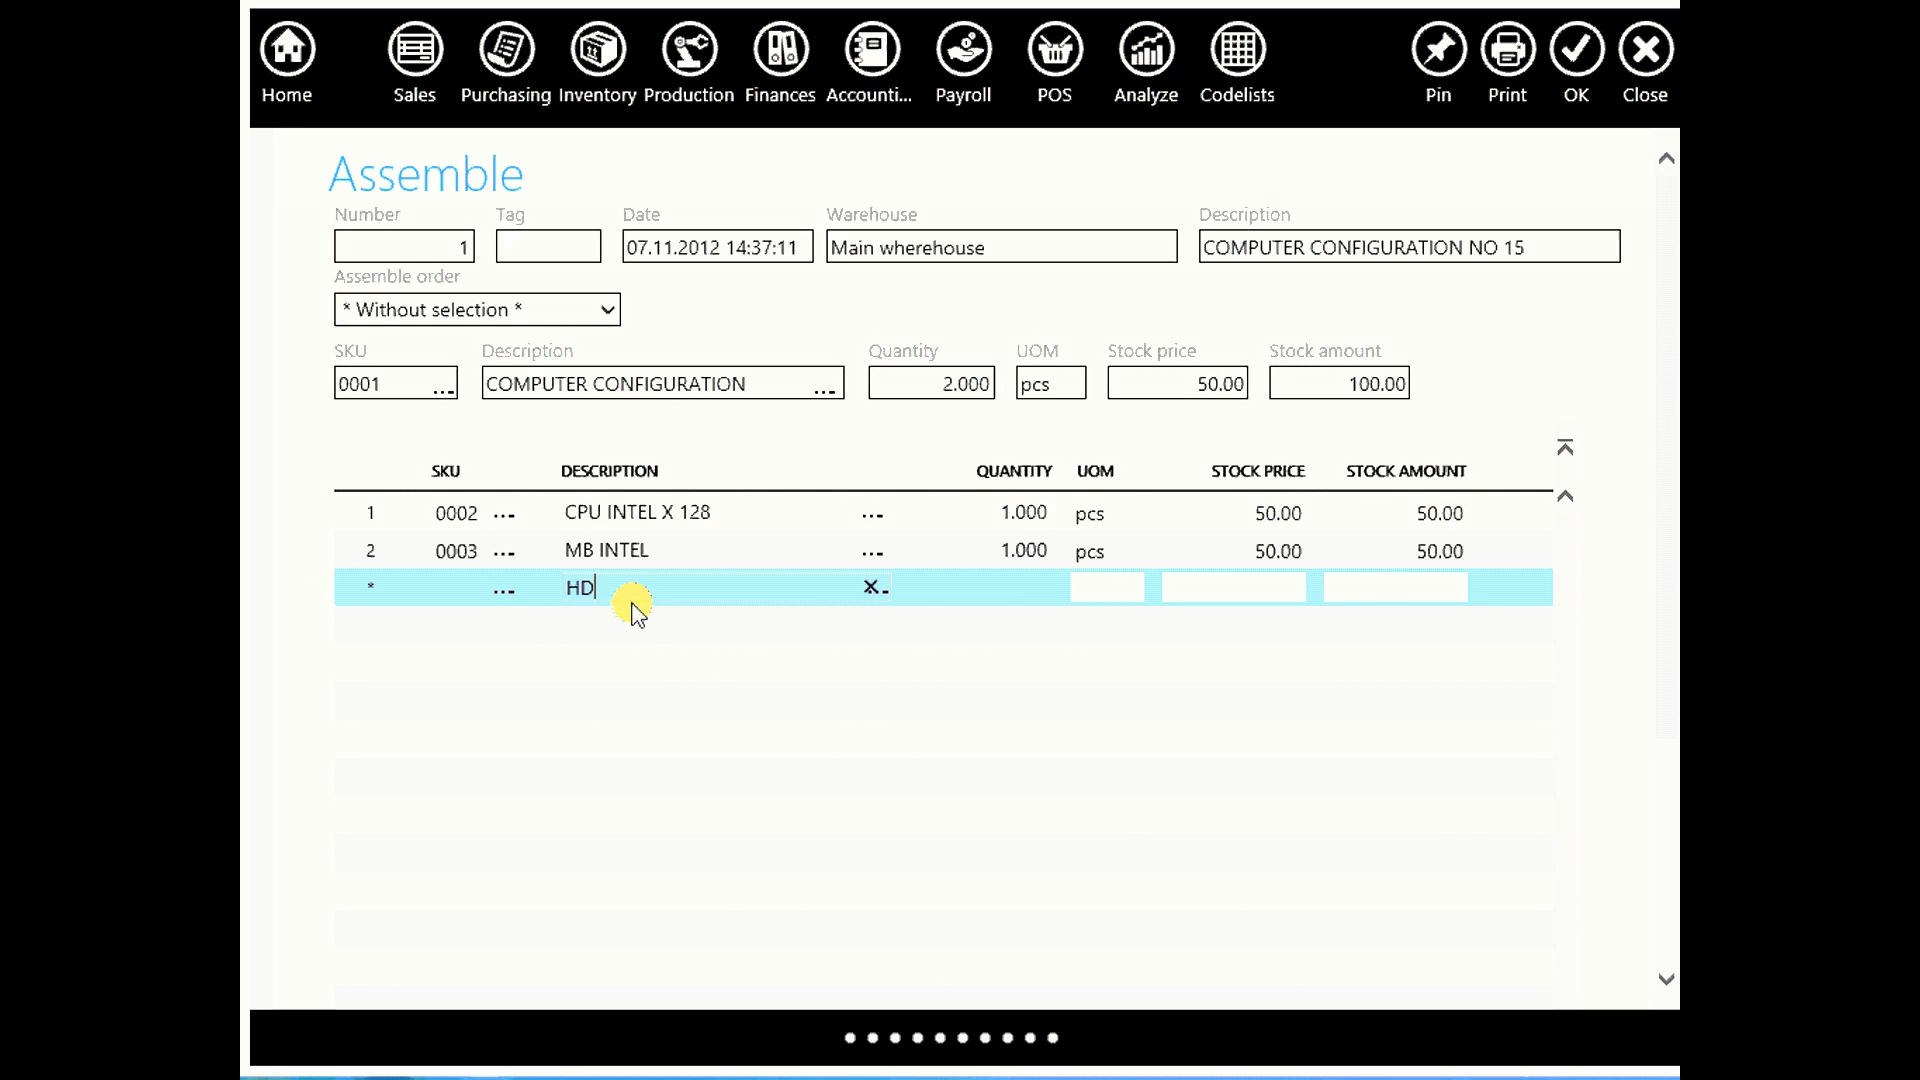 Home Sales Purchasing Inventory Production Finances Accounti... Payroll POS Analyze Codelists Pin Print OK Close
Assemble
Number Tag Date Warehouse Description
1 07.11.2012 14:37:11 Main wherehouse COMPUTER CONFIGURATION NO 15
Assemble order
* Without selection *
SKU Description Quantity UOM Stock price Stock amount
0001 ... COMPUTER CONFIGURATION ... 2.000 pcs 50.00 100.00
SKU DESCRIPTION QUANTITY UOM STOCK PRICE STOCK AMOUNT
1 0002 ... CPU INTEL X 128 ... 1.000 pcs 50.00 50.00
2 0003 ... MB INTEL ... 1.000 pcs 50.00 50.00
* ... HD